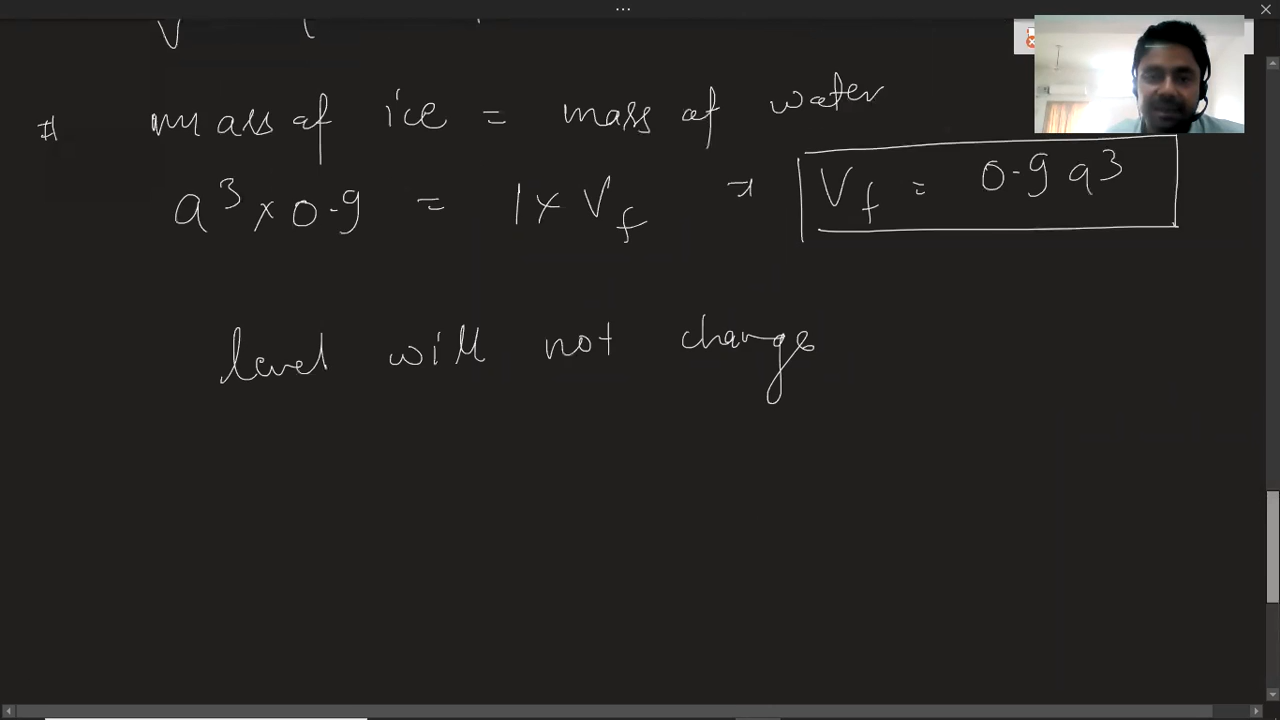 # mass of ice = mass of water
a³ × 0.9 = 1 × V_f ⇒ V_f = 0.9 a³
level will not change